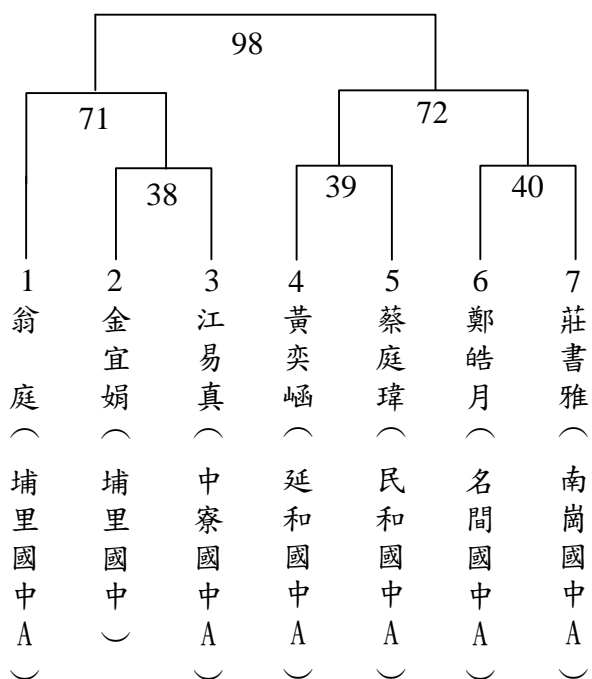 98
71
72
38
39
40
1
翁庭（埔里國中A）
2
金宜娟（埔里國中）
3
江易真（中寮國中A）
4
黃奕崡（延和國中A）
5
蔡庭瑋（民和國中A）
6
鄭皓月（名間國中A）
7
莊書雅（南崗國中A）